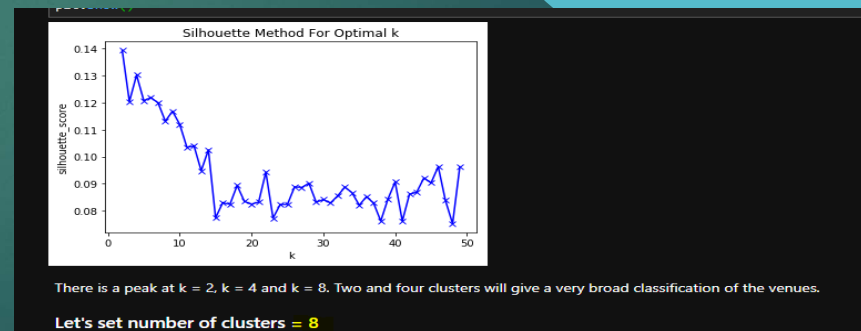 Silhouette Method For Optimal k
0.14
0.13
0.12
0.11
0.10
0.09
0.08
silhouette_score
0 10 20 30 40 50
k
There is a peak at k = 2, k = 4 and k = 8. Two and four clusters will give a very broad classification of the venues.
Let's set number of clusters = 8